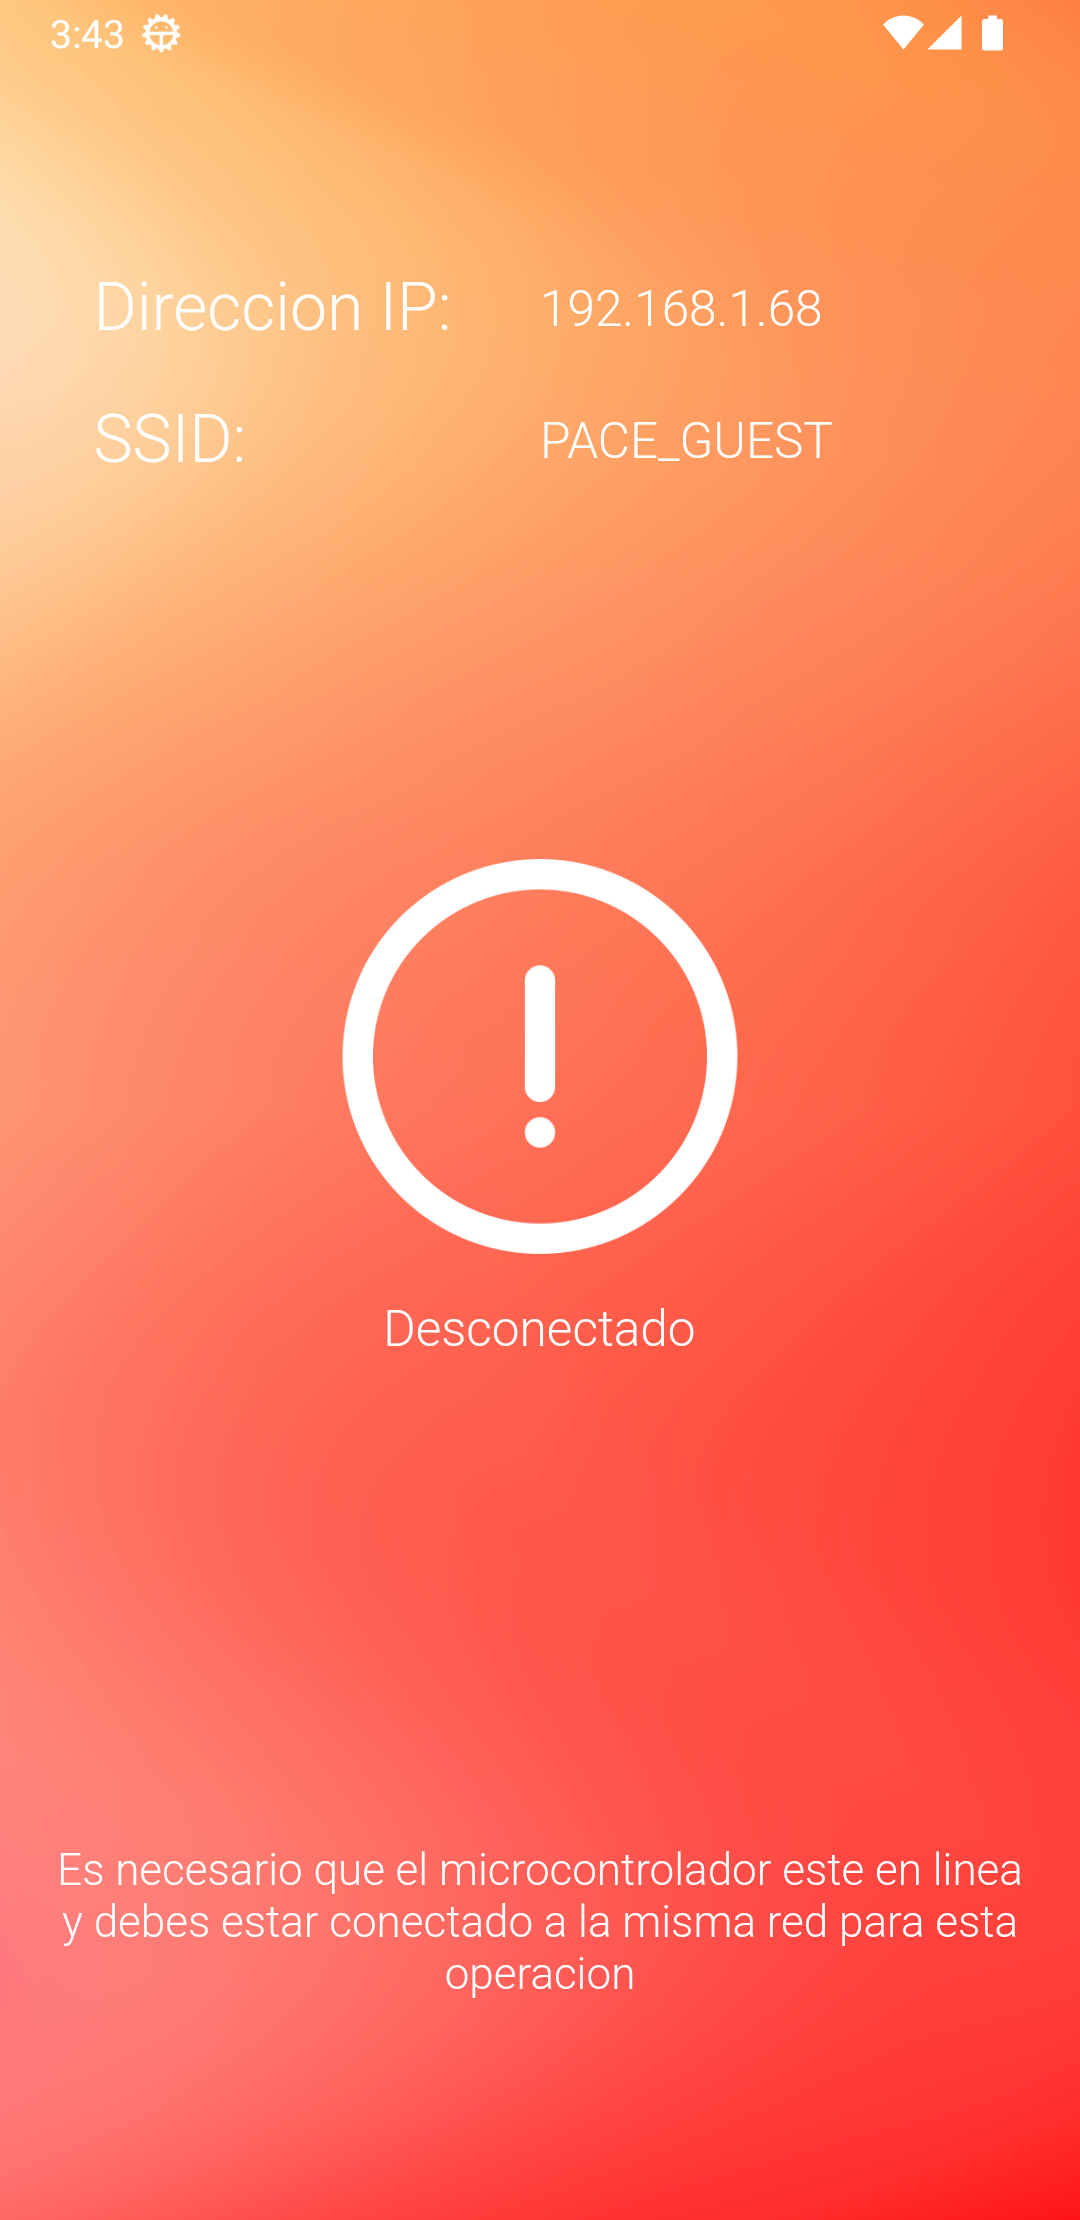 3:43
Direccion IP: 192.168.1.68
SSID: PACE_GUEST
Desconectado
Es necesario que el microcontrolador este en linea
y debes estar conectado a la misma red para esta
operacion